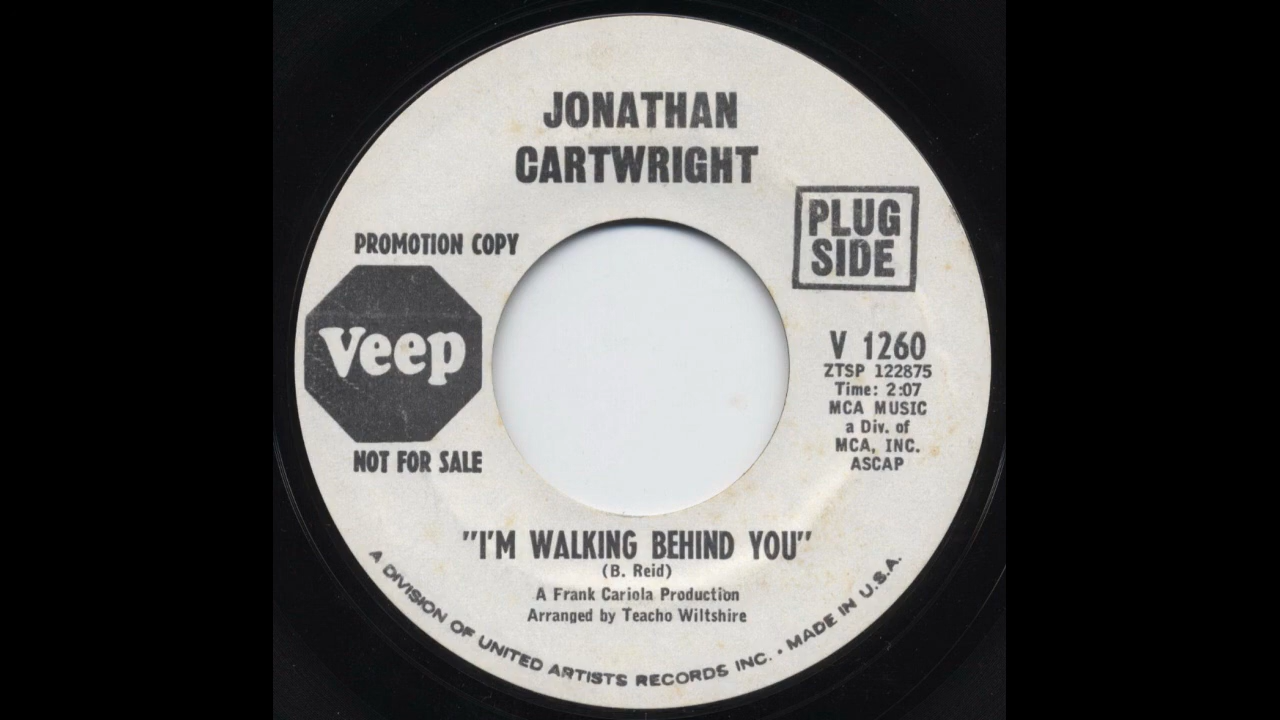 JONATHAN
CARTWRIGHT
PLUG
SIDE
PROMOTION COPY
Veep
NOT FOR SALE
V 1260
ZTSP 122875
Time: 2:07
MCA MUSIC
a Div. of
MCA, INC.
ASCAP
"I'M WALKING BEHIND YOU"
(B. Reid)
A Frank Cariola Production
Arranged by Teacho Wiltshire
A DIVISION OF UNITED ARTISTS RECORDS INC. • MADE IN U.S.A.